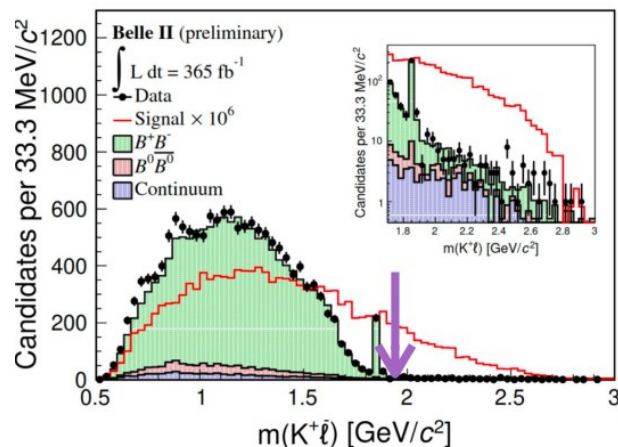 Belle II (preliminary)
∫ L dt = 365 fb⁻¹
Data
Signal × 10⁶
B⁺B⁻
B⁰B̅⁰
Continuum
Candidates per 33.3 MeV/c²
1200
1000
800
600
400
200
0
0.5
1
1.5
2
2.5
3
m(K⁺ℓ) [GeV/c²]
Candidates per 33.3 MeV/c²
10²
10
1
1.8
2
2.2
2.4
2.6
2.8
3
m(K⁺ℓ) [GeV/c²]